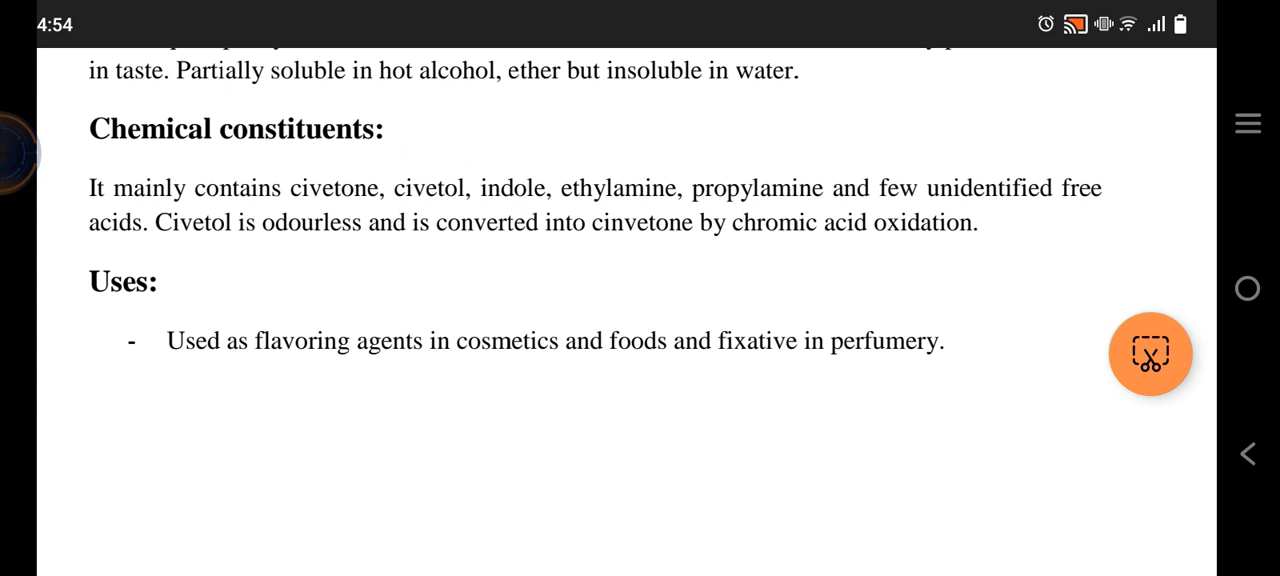 4:54
in taste. Partially soluble in hot alcohol, ether but insoluble in water.
Chemical constituents:
It mainly contains civetone, civetol, indole, ethylamine, propylamine and few unidentified free
acids. Civetol is odourless and is converted into cinvetone by chromic acid oxidation.
Uses:
- Used as flavoring agents in cosmetics and foods and fixative in perfumery.